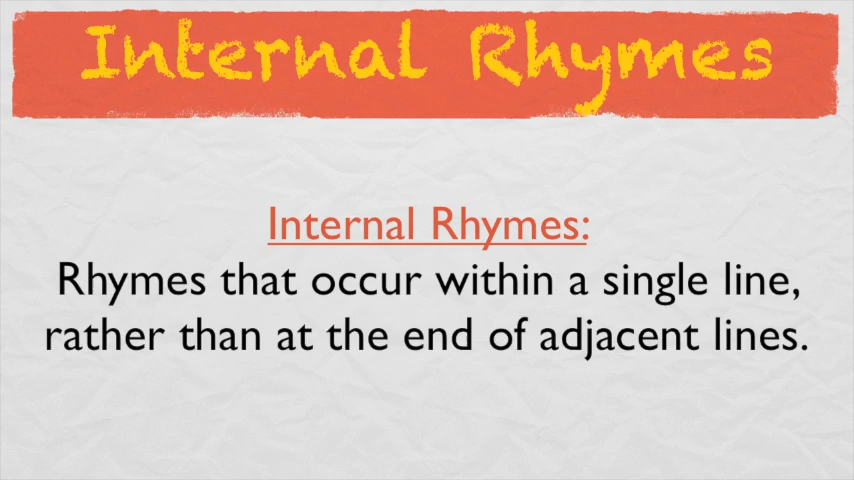 Internal Rhymes
Internal Rhymes:
Rhymes that occur within a single line,
rather than at the end of adjacent lines.